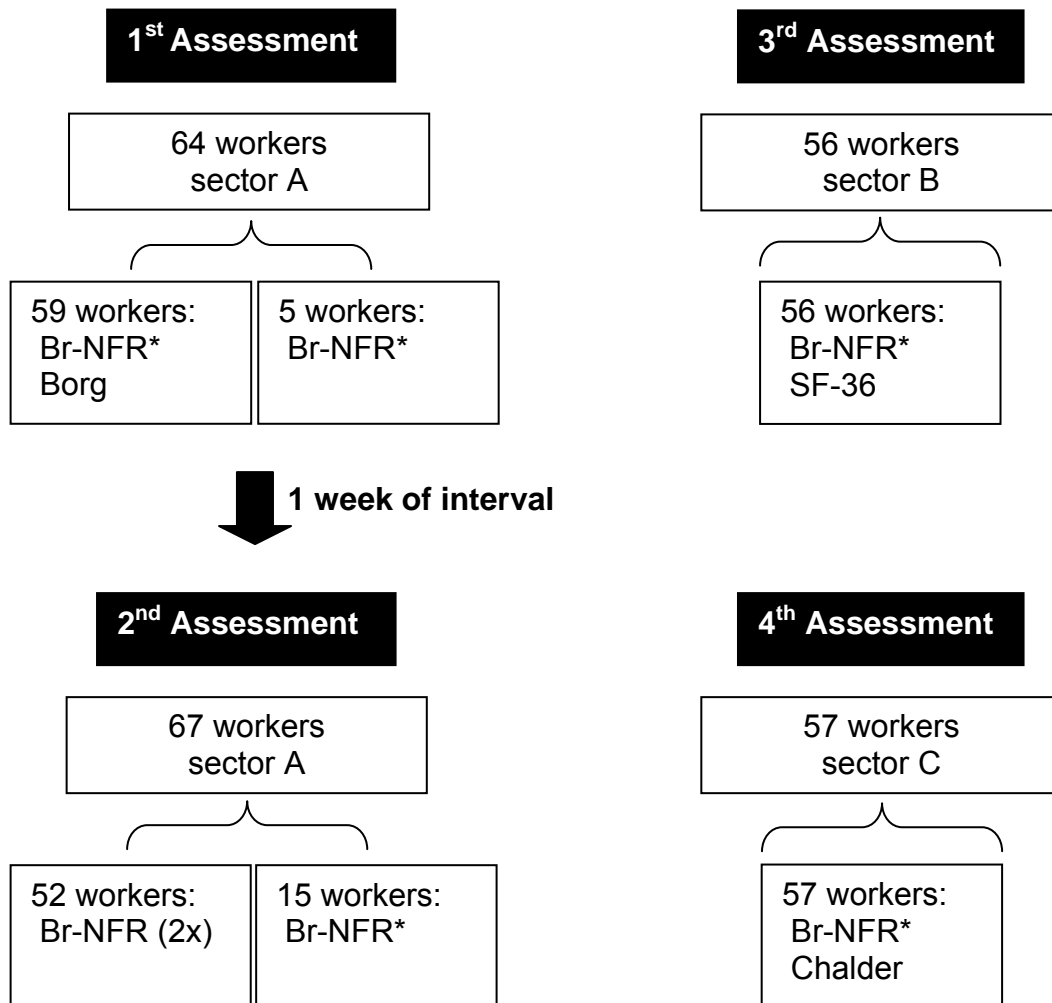 1st Assessment
64 workers
sector A
59 workers:
Br-NFR*
Borg
5 workers:
Br-NFR*
1 week of interval
2nd Assessment
67 workers
sector A
52 workers:
Br-NFR (2x)
15 workers:
Br-NFR*
3rd Assessment
56 workers
sector B
56 workers:
Br-NFR*
SF-36
4th Assessment
57 workers
sector C
57 workers:
Br-NFR*
Chalder